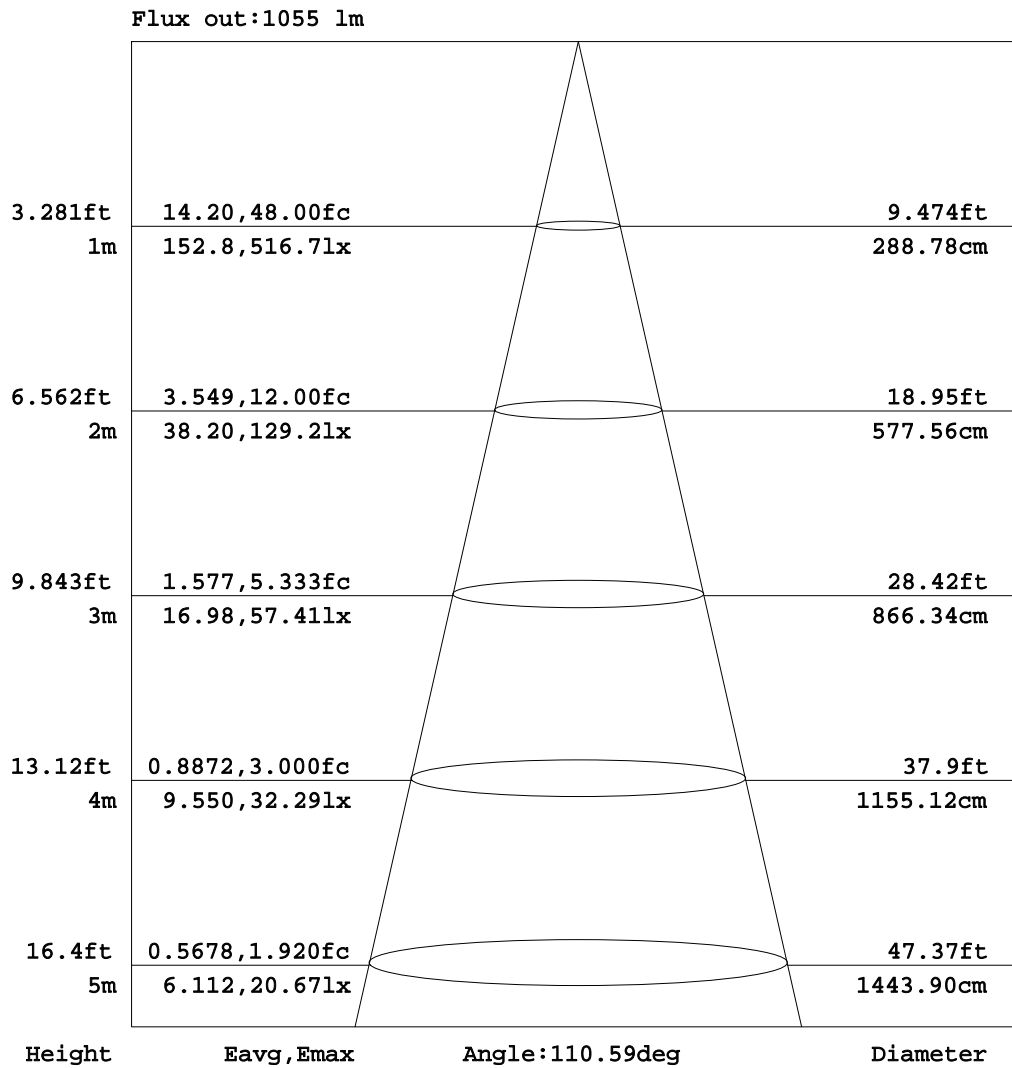 Flux out:1055 lm
3.281ft 14.20,48.00fc 9.474ft
1m 152.8,516.7lx 288.78cm
6.562ft 3.549,12.00fc 18.95ft
2m 38.20,129.2lx 577.56cm
9.843ft 1.577,5.333fc 28.42ft
3m 16.98,57.41lx 866.34cm
13.12ft 0.8872,3.000fc 37.9ft
4m 9.550,32.29lx 1155.12cm
16.4ft 0.5678,1.920fc 47.37ft
5m 6.112,20.67lx 1443.90cm
Height Eavg,Emax Angle:110.59deg Diameter